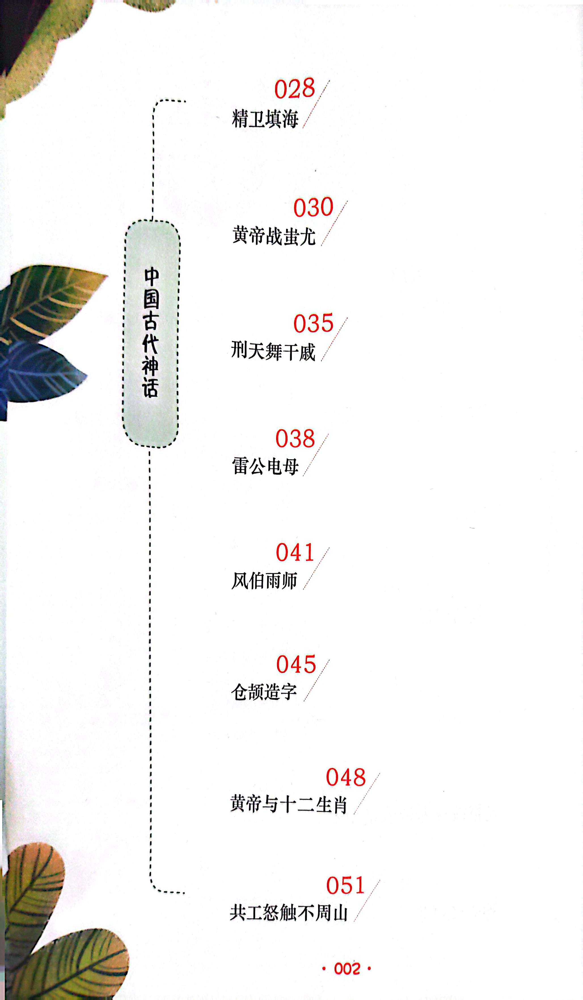 中国古代神话
028
精卫填海
030
黄帝战蚩尤
035
刑天舞干戚
038
雷公电母
041
风伯雨师
045
仓颉造字
048
黄帝与十二生肖
051
共工怒触不周山
· 002 ·